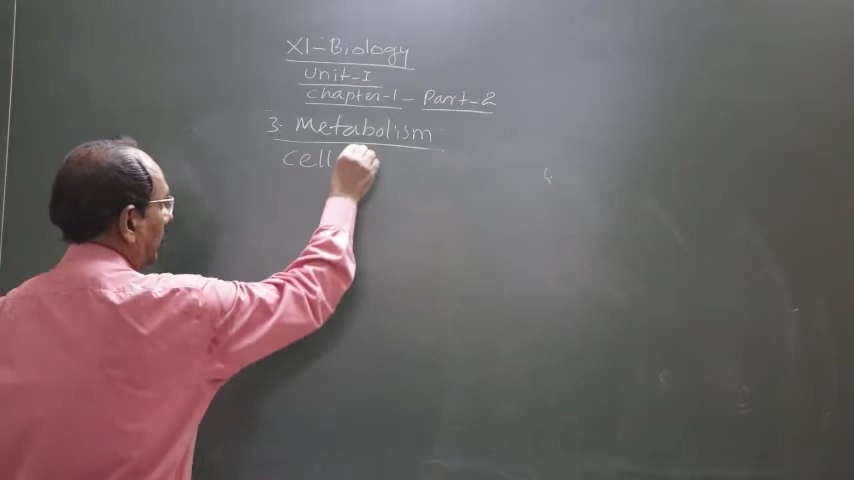 XI-Biology
Unit-I
Chapter-1 - Part-2
3. Metabolism
Cell